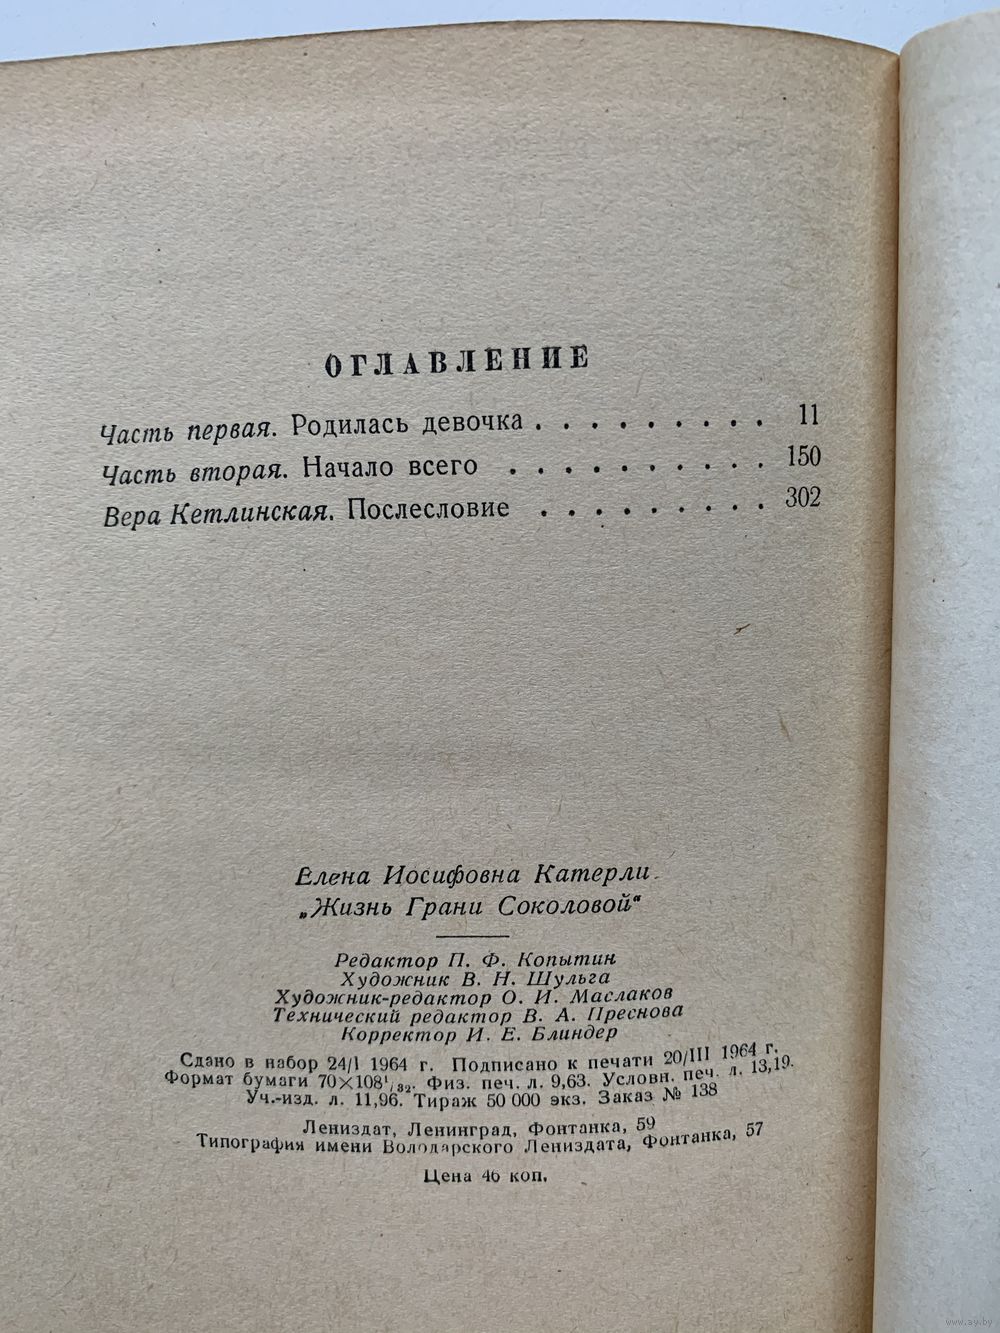 ОГЛАВЛЕНИЕ
Часть первая. Родилась девочка . . . . . . . . . 11
Часть вторая. Начало всего . . . . . . . . . . 150
Вера Кетлинская. Послесловие . . . . . . . . . 302
Елена Иосифовна Катерли.
„Жизнь Грани Соколовой“
Редактор П. Ф. Копытин
Художник В. Н. Шульга
Художник-редактор О. И. Маслаков
Технический редактор В. А. Преснова
Корректор И. Е. Блиндер
Сдано в набор 24/I 1964 г. Подписано к печати 20/III 1964 г.
Формат бумаги 70×108¹/₃₂. Физ. печ. л. 9,63. Условн. печ. л. 13,19.
Уч.-изд. л. 11,96. Тираж 50 000 экз. Заказ № 138
Лениздат, Ленинград, Фонтанка, 59
Типография имени Володарского Лениздата, Фонтанка, 57
Цена 46 коп.
www.ay.by